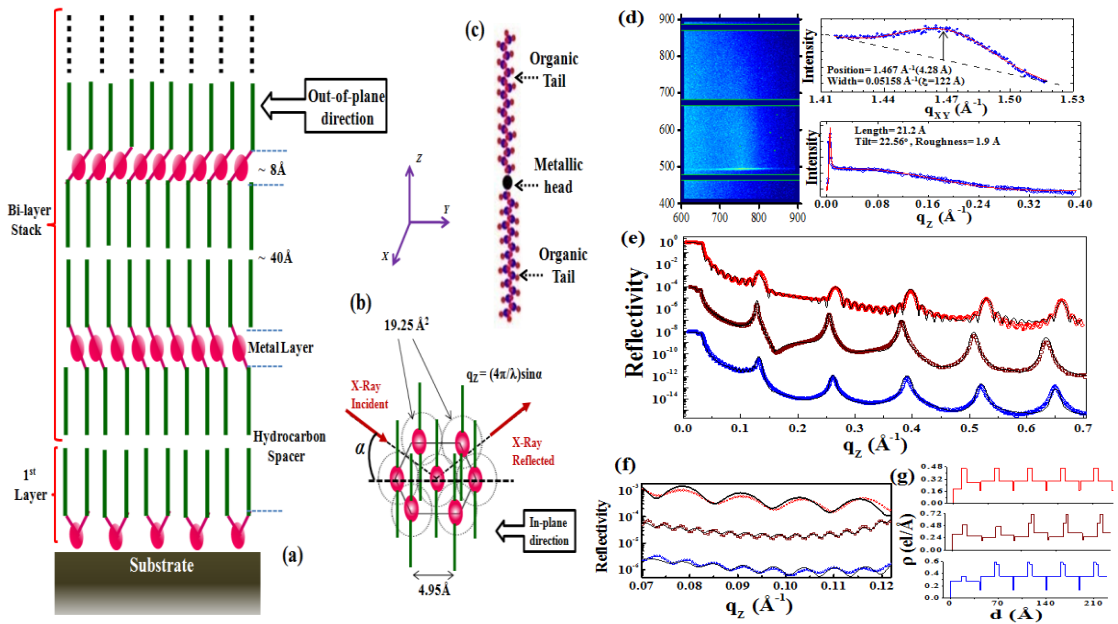 Out-of-plane
direction
~ 8Å
Bi-layer
Stack
~ 40Å
Metal Layer
Hydrocarbon
Spacer
1st
Layer
Substrate
(a)
Z
Y
X
(b)
19.25 Å²
qZ = (4π/λ)sinα
X-Ray
Incident
α
X-Ray
Reflected
In-plane
direction
4.95Å
(c)
Organic
Tail
Metallic
head
Organic
Tail
(d)
900
800
700
600
500
400
600 700 800 900
Intensity
Position= 1.467 Å-1(4.28 Å)
Width= 0.05158 Å-1(ξ=122 Å)
1.41 1.44 1.47 1.50 1.53
qXY (Å-1)
Intensity
Length= 21.2 Å
Tilt= 22.56°, Roughness= 1.9 Å
0.00 0.08 0.16 0.24 0.32 0.40
qZ (Å-1)
(e)
Reflectivity
10^0
10^-2
10^-4
10^-6
10^-8
10^-10
10^-12
10^-14
0.0 0.1 0.2 0.3 0.4 0.5 0.6 0.7
qZ (Å-1)
(f)
Reflectivity
10^-3
10^-4
10^-5
10^-6
0.07 0.08 0.09 0.10 0.11 0.12
qZ (Å-1)
(g)
ρ (el/Å)
0.48
0.32
0.16
0.72
0.48
0.24
0.00
0.6
0.4
0.2
0.0
0 70 140 210
d (Å)